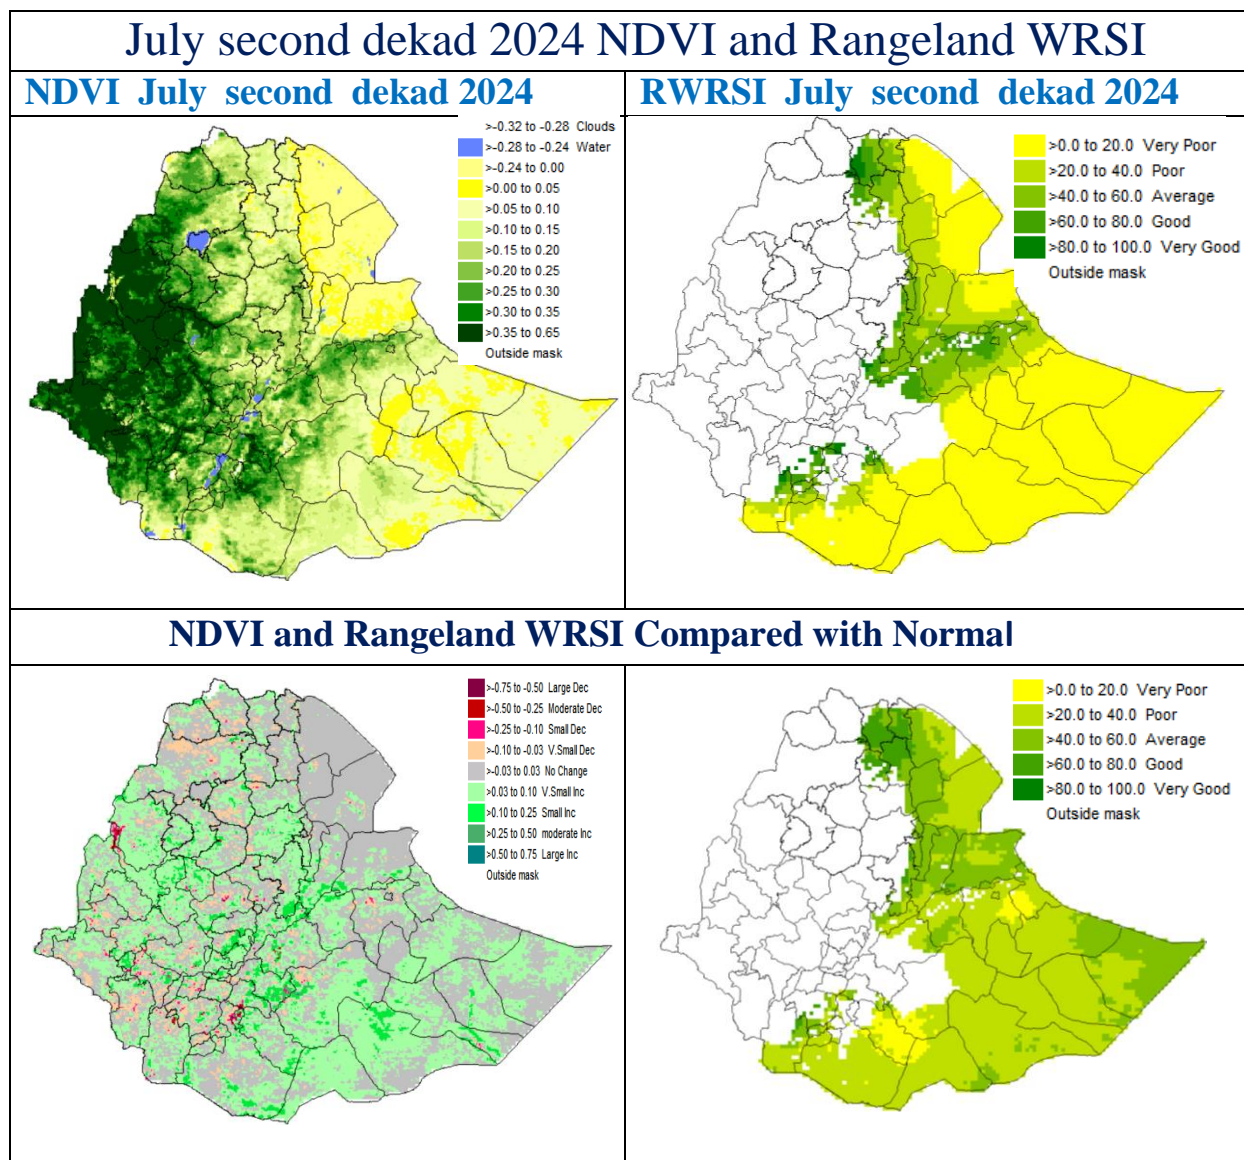 July second dekad 2024 NDVI and Rangeland WRSI
NDVI July second dekad 2024
RWRSI July second dekad 2024
>-0.32 to -0.28 Clouds
>-0.28 to -0.24 Water
>-0.24 to 0.00
>0.00 to 0.05
>0.05 to 0.10
>0.10 to 0.15
>0.15 to 0.20
>0.20 to 0.25
>0.25 to 0.30
>0.30 to 0.35
>0.35 to 0.65
Outside mask
>0.0 to 20.0 Very Poor
>20.0 to 40.0 Poor
>40.0 to 60.0 Average
>60.0 to 80.0 Good
>80.0 to 100.0 Very Good
Outside mask
NDVI and Rangeland WRSI Compared with Normal
>-0.75 to -0.50 Large Dec
>-0.50 to -0.25 Moderate Dec
>-0.25 to -0.10 Small Dec
>-0.10 to -0.03 V.Small Dec
>-0.03 to 0.03 No Change
>0.03 to 0.10 V.Small Inc
>0.10 to 0.25 Small Inc
>0.25 to 0.50 moderate Inc
>0.50 to 0.75 Large Inc
Outside mask
>0.0 to 20.0 Very Poor
>20.0 to 40.0 Poor
>40.0 to 60.0 Average
>60.0 to 80.0 Good
>80.0 to 100.0 Very Good
Outside mask